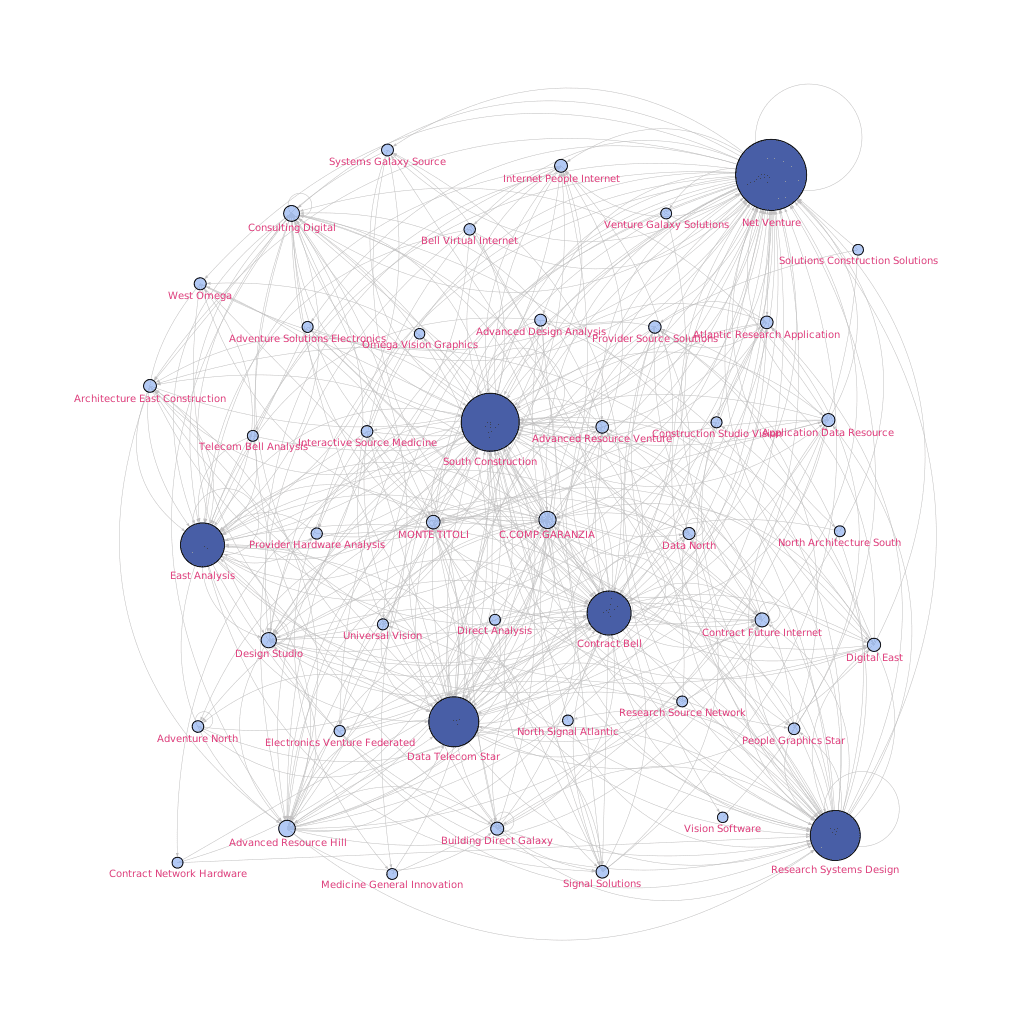 Systems Galaxy Source
Internet People Internet
Net Venture
Venture Galaxy Solutions
Consulting Digital
Bell Virtual Internet
Solutions Construction Solutions
West Omega
Adventure Solutions Electronics
Omega Vision Graphics
Advanced Design Analysis
Provider Source Solutions
Atlantic Research Application
Architecture East Construction
Telecom Bell Analysis
Interactive Source Medicine
South Construction
Advanced Resource Venture
Construction Studio Vision
Application Data Resource
MONTE TITOLI
C.COMP.GARANZIA
Provider Hardware Analysis
Data North
North Architecture South
East Analysis
Universal Vision
Direct Analysis
Contract Bell
Contract Future Internet
Design Studio
Digital East
Adventure North
Electronics Venture Federated
Data Telecom Star
North Signal Atlantic
Research Source Network
People Graphics Star
Advanced Resource Hill
Building Direct Galaxy
Vision Software
Research Systems Design
Contract Network Hardware
Medicine General Innovation
Signal Solutions